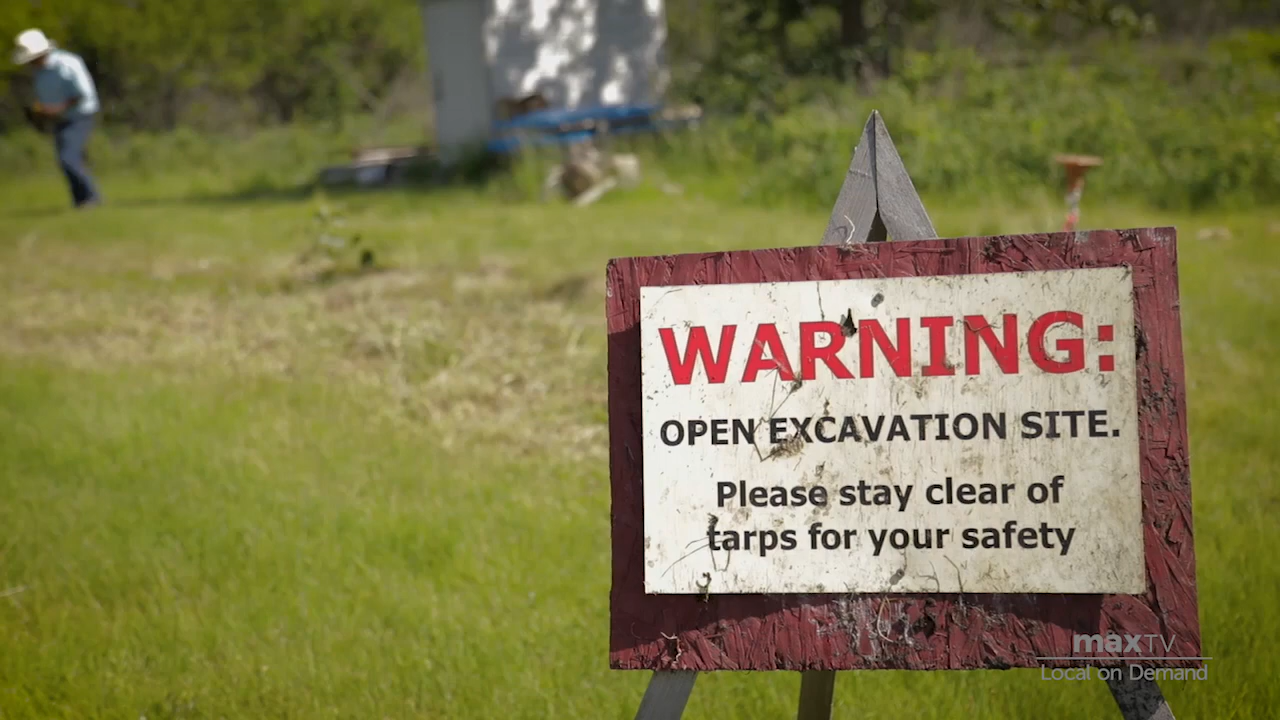 WARNING:
OPEN EXCAVATION SITE.
Please stay clear of
tarps for your safety
maxTV
Local on Demand